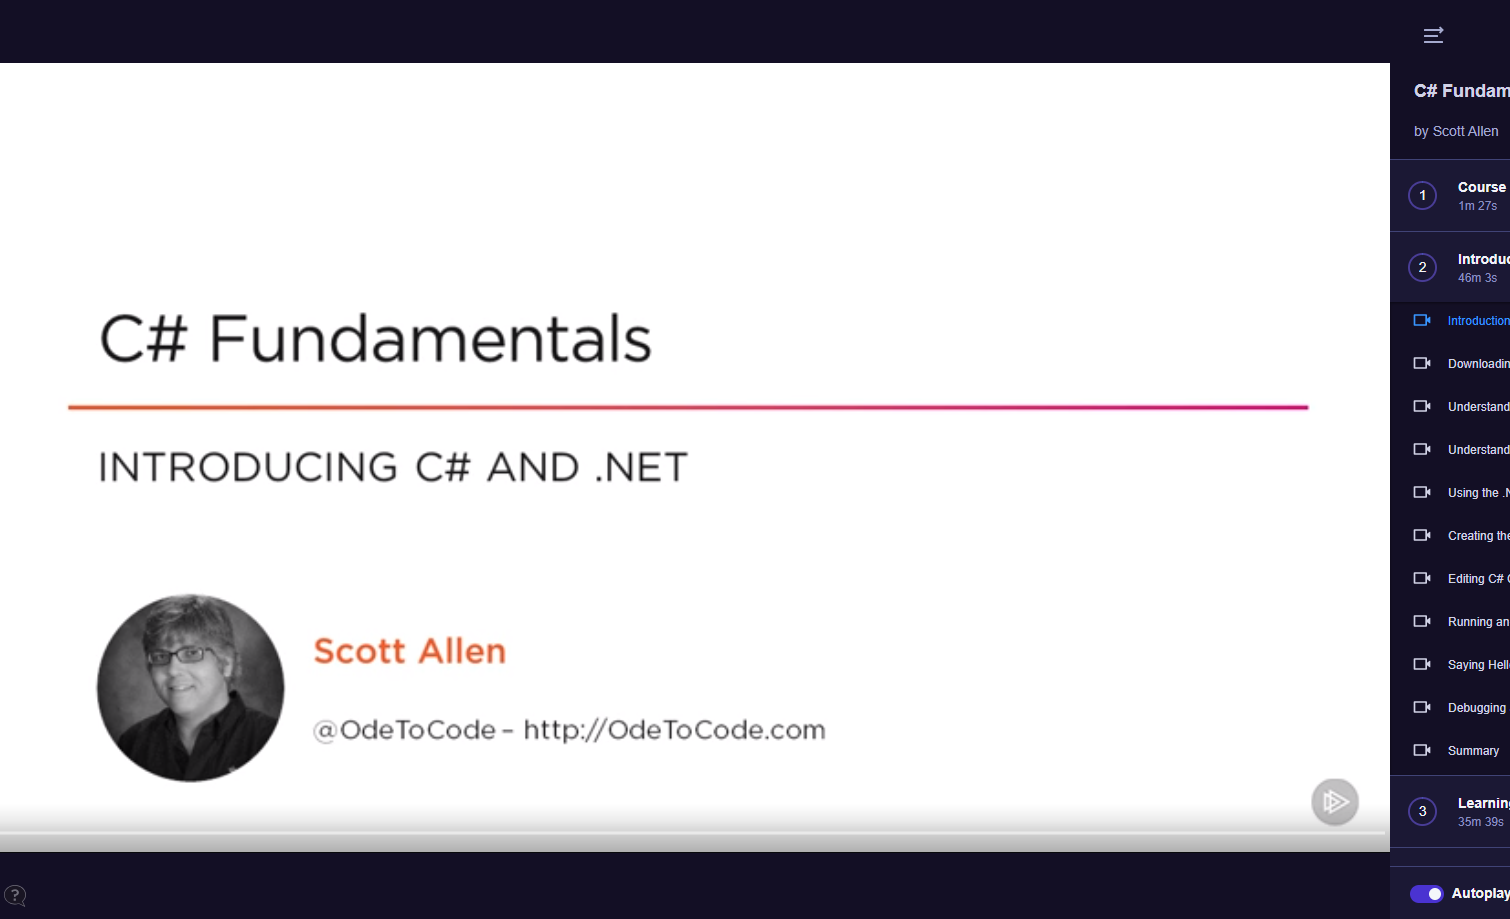 C# Fundamentals
INTRODUCING C# AND .NET
Scott Allen
@OdeToCode – http://OdeToCode.com
?
C# Fundam
by Scott Allen
1
Course
1m 27s
2
Introduc
46m 3s
Introduction
Downloadin
Understand
Understand
Using the .N
Creating the
Editing C# C
Running an
Saying Hell
Debugging
Summary
3
Learning
35m 39s
Autoplay